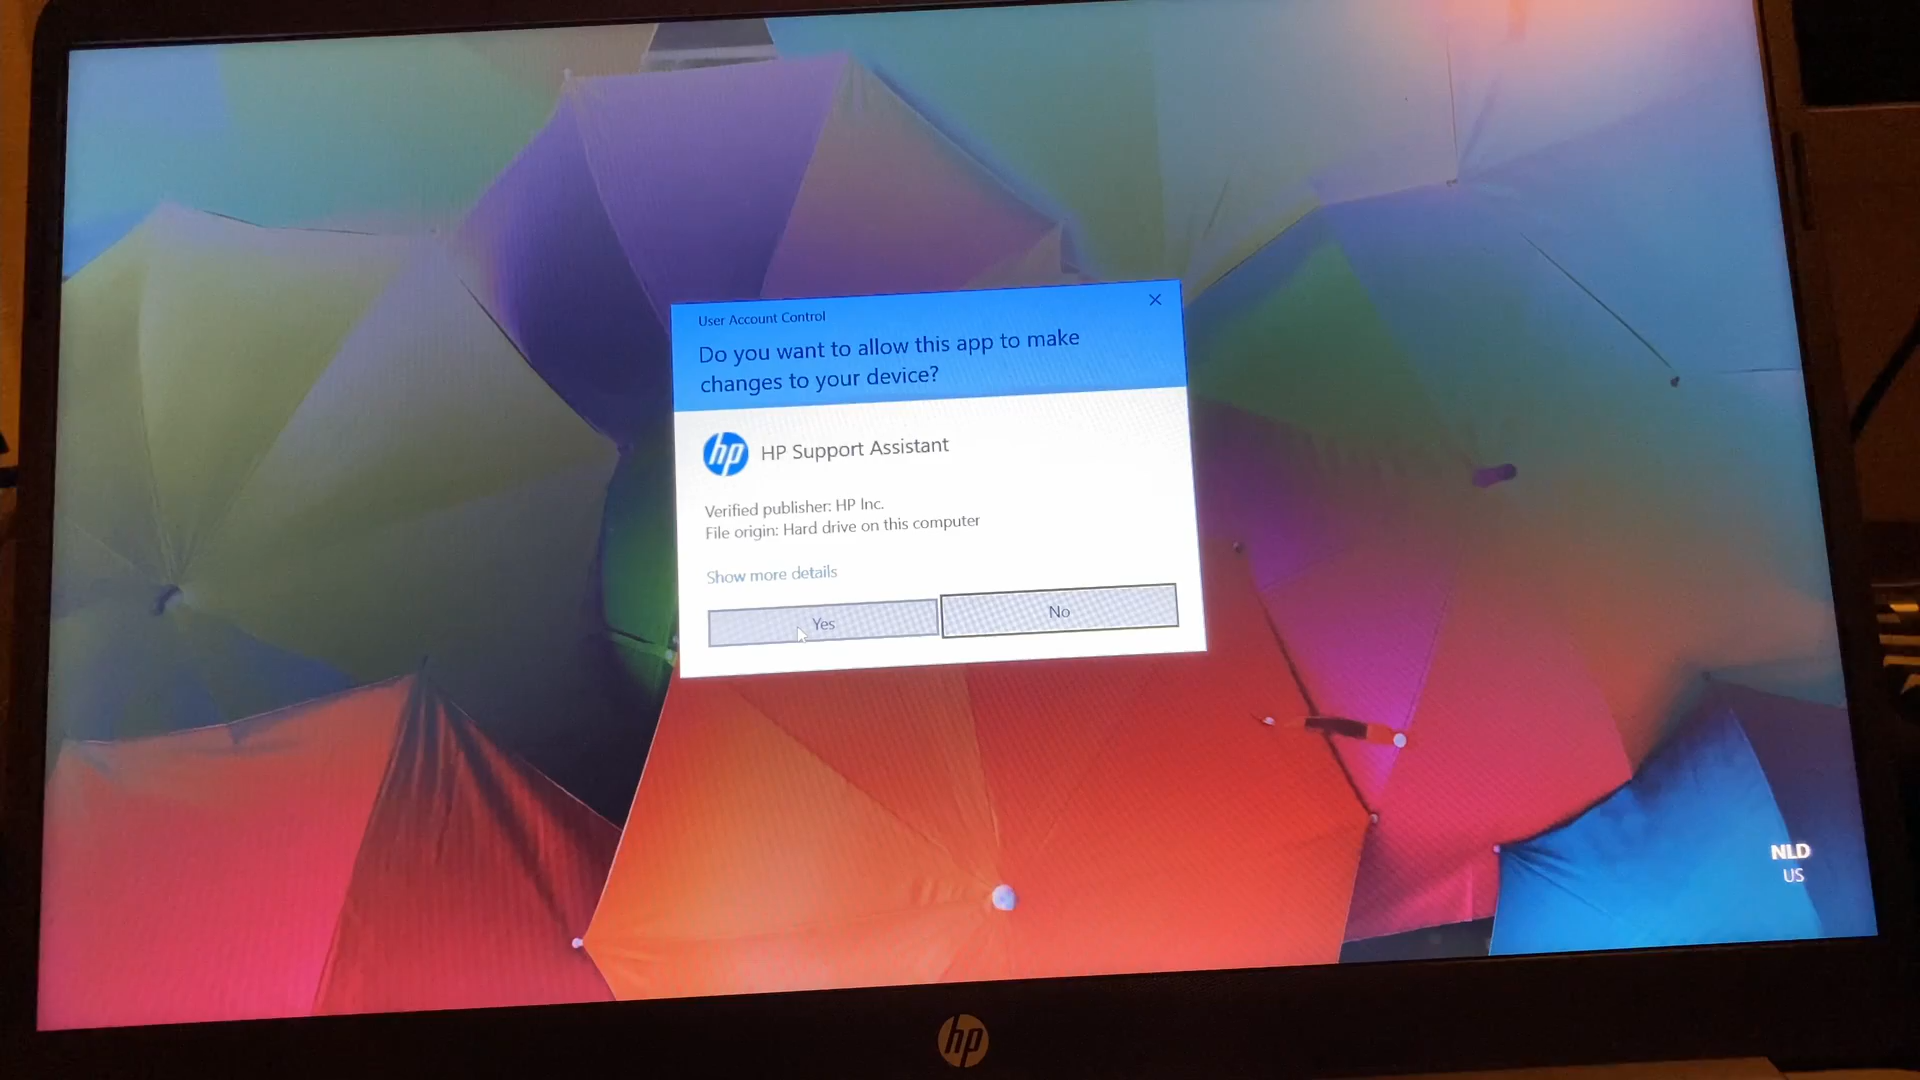 User Account Control
Do you want to allow this app to make
changes to your device?
hp
HP Support Assistant
Verified publisher: HP Inc.
File origin: Hard drive on this computer
Show more details
Yes
No
NLD
US
hp